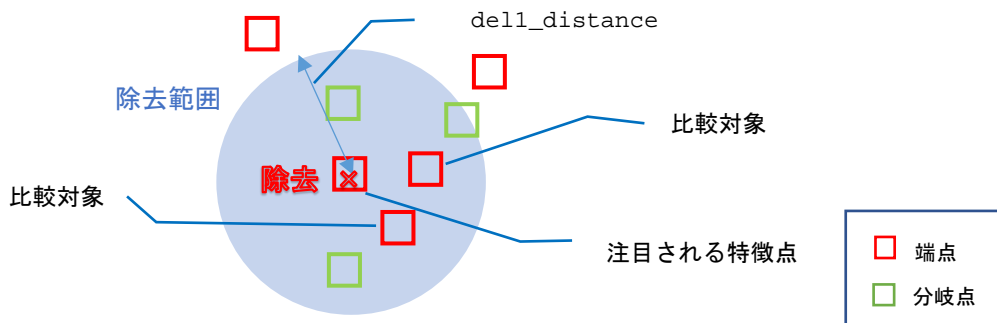 del1_distance
除去範囲
比較対象
除去
比較対象
注目される特徴点
端点
分岐点